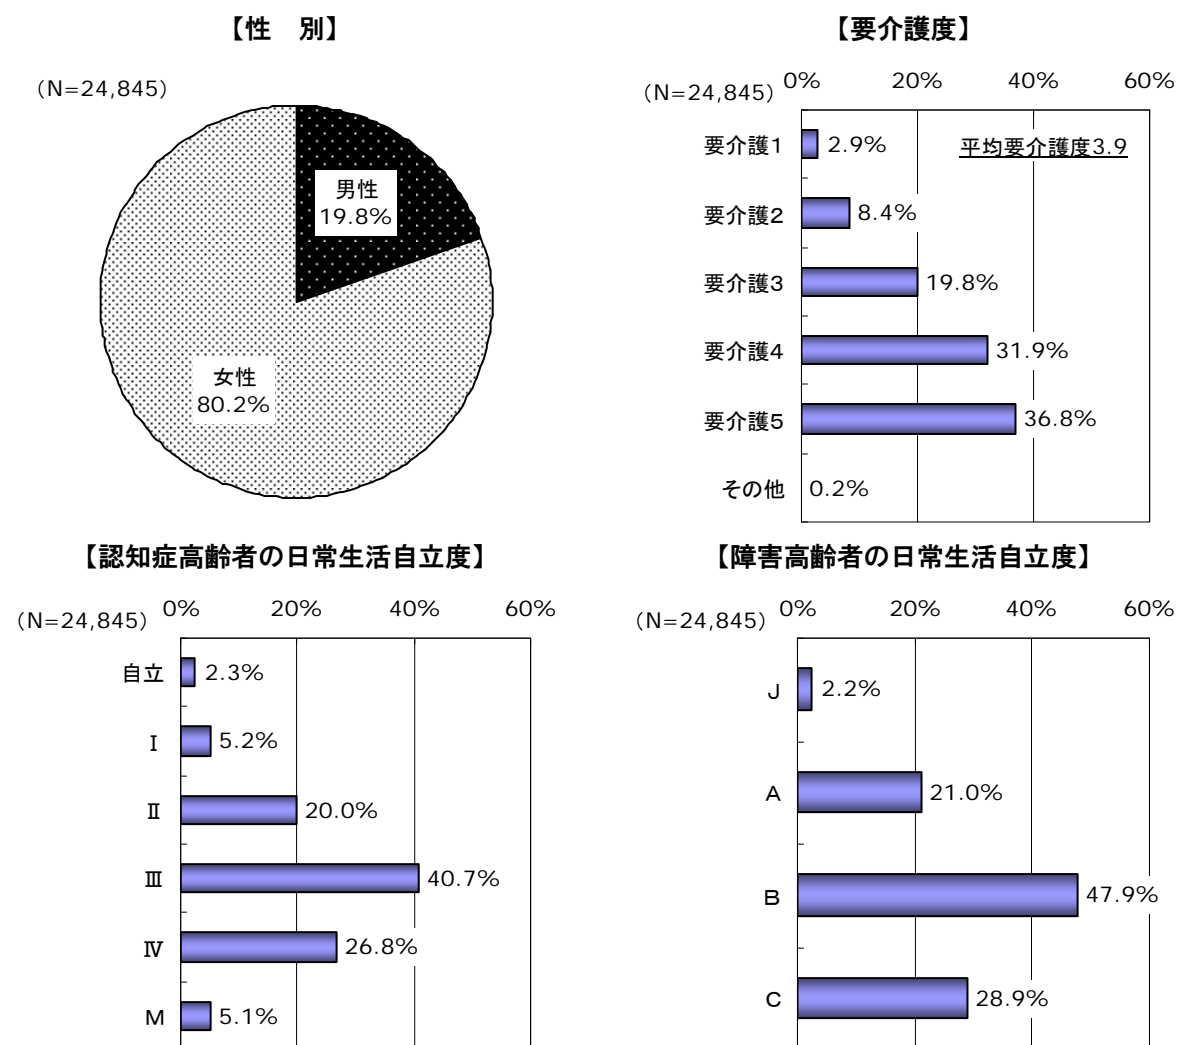 【性　別】
（N=24,845）
男性
19.8%
女性
80.2%
【要介護度】
（N=24,845）
0% 20% 40% 60%
平均要介護度3.9
要介護1 2.9%
要介護2 8.4%
要介護3 19.8%
要介護4 31.9%
要介護5 36.8%
その他 0.2%
【認知症高齢者の日常生活自立度】
（N=24,845）
0% 20% 40% 60%
自立 2.3%
Ⅰ 5.2%
Ⅱ 20.0%
Ⅲ 40.7%
Ⅳ 26.8%
M 5.1%
【障害高齢者の日常生活自立度】
（N=24,845）
0% 20% 40% 60%
J 2.2%
A 21.0%
B 47.9%
C 28.9%